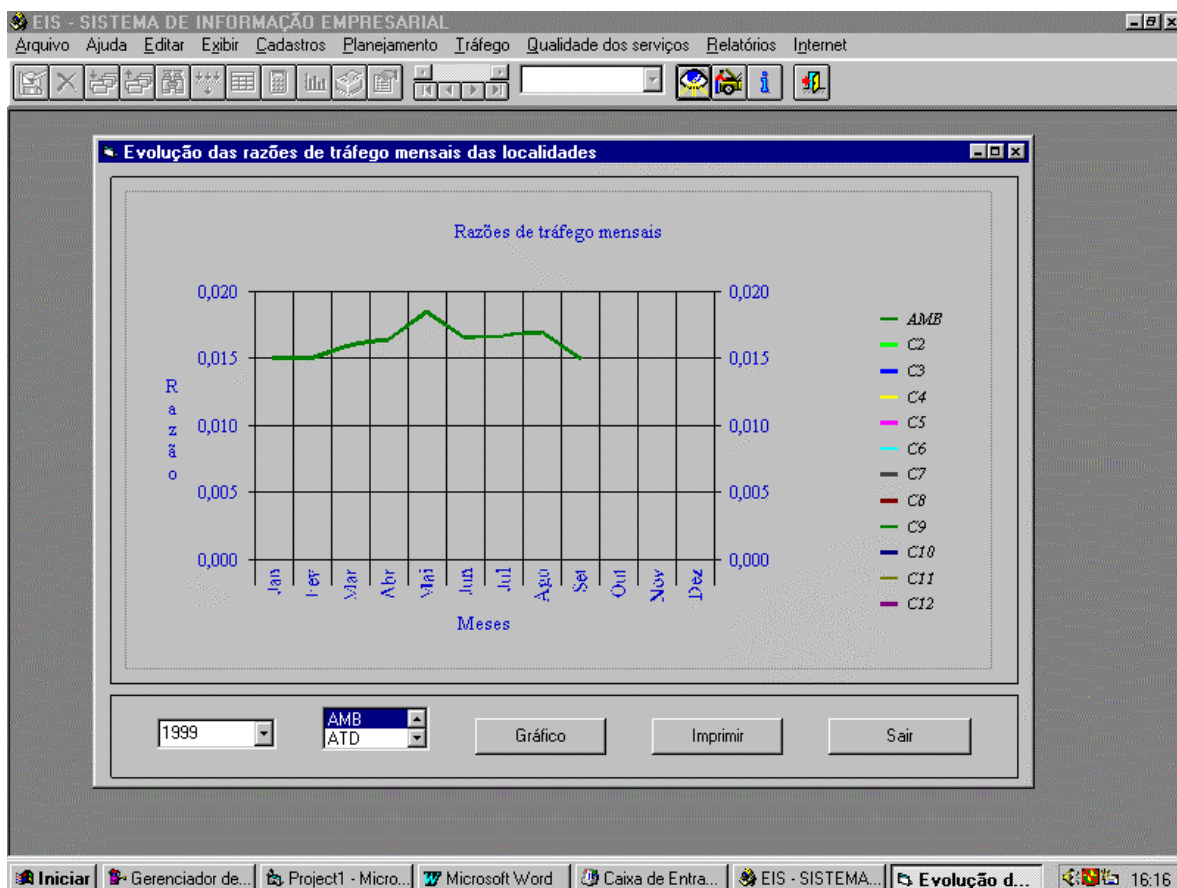 EIS - SISTEMA DE INFORMAÇÃO EMPRESARIAL
Arquivo Ajuda Editar Exibir Cadastros Planejamento Tráfego Qualidade dos serviços Relatórios Internet
Evolução das razões de tráfego mensais das localidades
Razões de tráfego mensais
0,020 0,020
0,015 0,015
0,010 0,010
0,005 0,005
0,000 0,000
Razão
Jan Fev Mar Abr Mai Jun Jul Ago Set Out Nov Dez
Meses
AMB
C2
C3
C4
C5
C6
C7
C8
C9
C10
C11
C12
1999
AMB
ATD
Gráfico
Imprimir
Sair
Iniciar Gerenciador de... Project1 - Micro... Microsoft Word Caixa de Entra... EIS - SISTEMA... Evolução d... 16:16